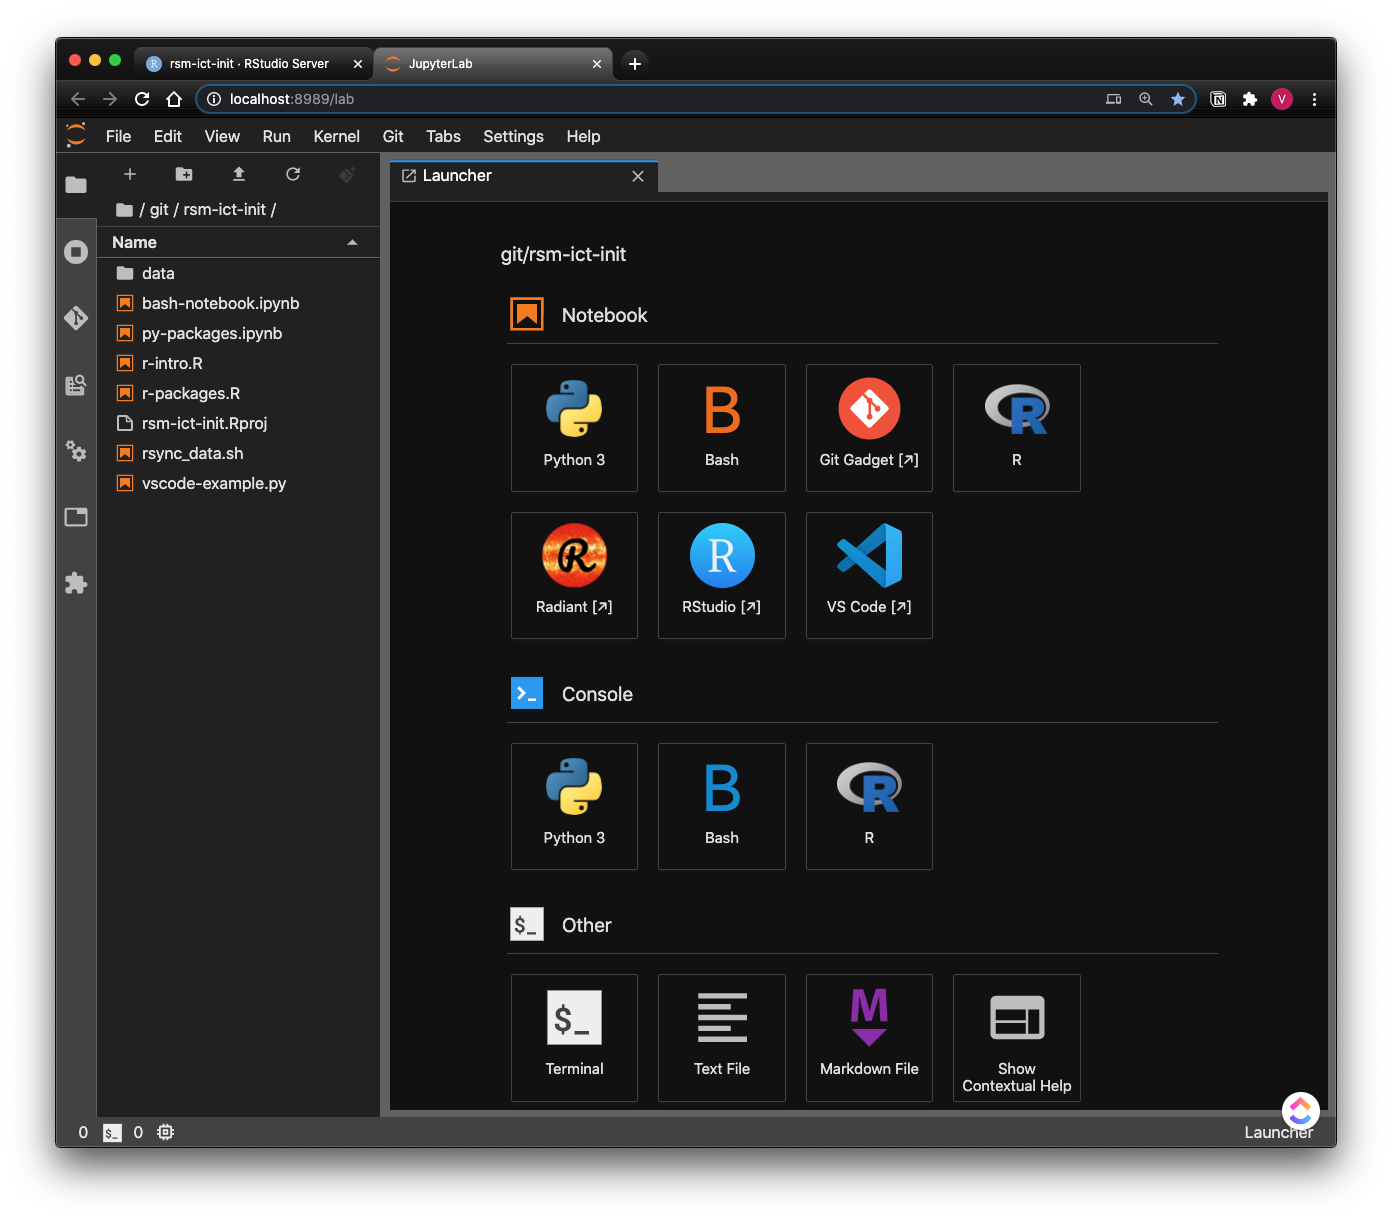 rsm-ict-init · RStudio Server
JupyterLab
localhost:8989/lab
V
File Edit View Run Kernel Git Tabs Settings Help
/ git / rsm-ict-init /
Name
data
bash-notebook.ipynb
py-packages.ipynb
r-intro.R
r-packages.R
rsm-ict-init.Rproj
rsync_data.sh
vscode-example.py
Launcher
git/rsm-ict-init
Notebook
B
R
Python 3 Bash Git Gadget [↗] R
R
R
Radiant [↗] RStudio [↗] VS Code [↗]
>_ Console
B
R
Python 3 Bash R
$_ Other
$_
M
Terminal Text File Markdown File Show
Contextual Help
0 $_ 0
Launcher